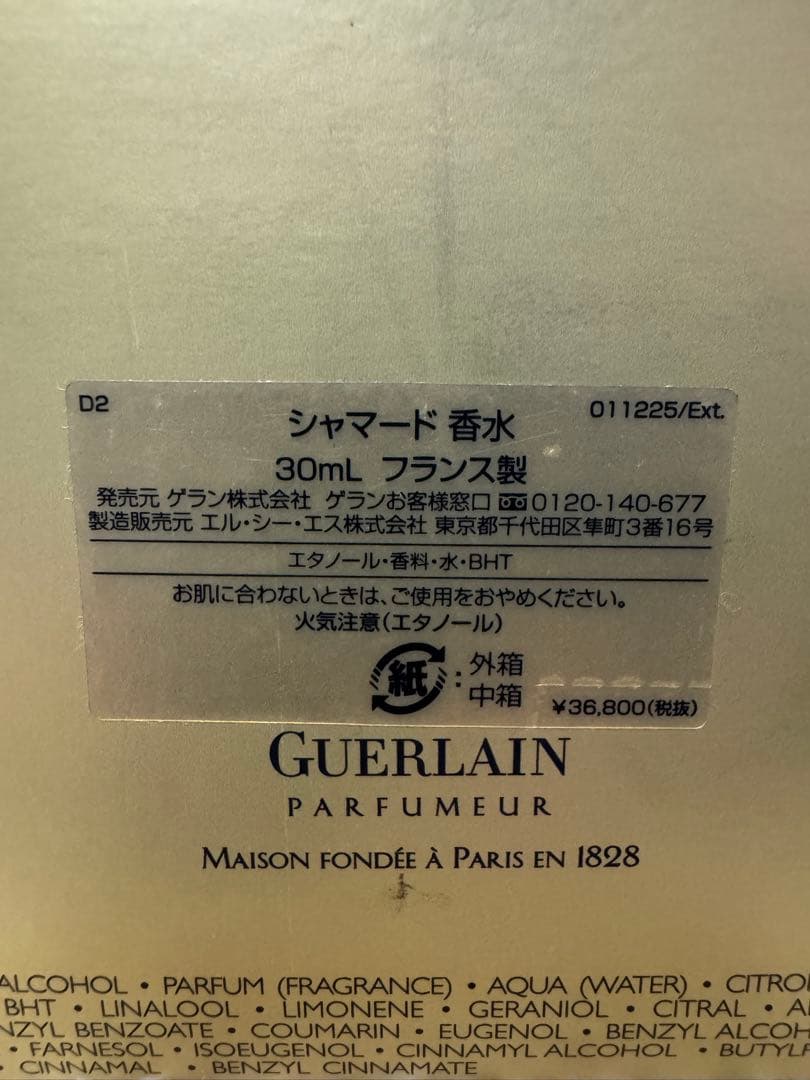 D2
011225/Ext.
シャマード 香水
30mL フランス製
発売元 ゲラン株式会社 ゲランお客様窓口 0120-140-677
製造販売元 エル・シー・エス株式会社 東京都千代田区隼町3番16号
エタノール・香料・水・BHT
お肌に合わないときは、ご使用をおやめください。
火気注意(エタノール)
紙 : 外箱
中箱
¥36,800(税抜)
GUERLAIN
PARFUMEUR
MAISON FONDÉE À PARIS EN 1828
ALCOHOL • PARFUM (FRAGRANCE) • AQUA (WATER) •
BHT • LINALOOL • LIMONENE • GERANIOL • CITRAL •
BENZOATE • COUMARIN • EUGENOL • BENZYL
• FARNESOL • ISOEUGENOL • CINNAMYL ALCOHOL •
• CINNAMAL • BENZYL CINNAMATE